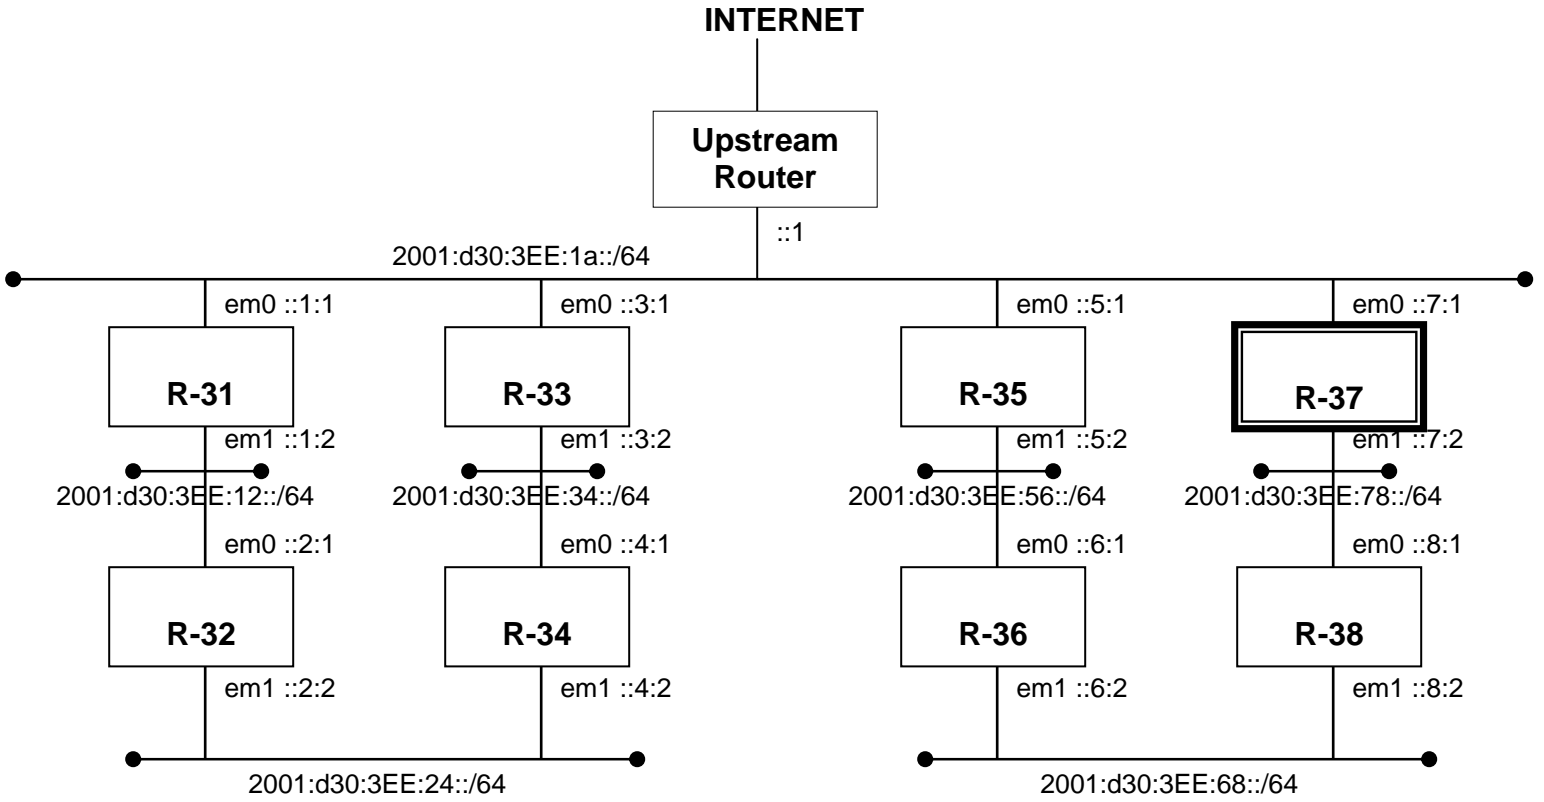 INTERNET
Upstream
Router
::1
2001:d30:3EE:1a::/64
em0 ::1:1
em0 ::3:1
em0 ::5:1
em0 ::7:1
R-31
R-33
R-35
R-37
em1 ::1:2
em1 ::3:2
em1 ::5:2
em1 ::7:2
2001:d30:3EE:12::/64
2001:d30:3EE:34::/64
2001:d30:3EE:56::/64
2001:d30:3EE:78::/64
em0 ::2:1
em0 ::4:1
em0 ::6:1
em0 ::8:1
R-32
R-34
R-36
R-38
em1 ::2:2
em1 ::4:2
em1 ::6:2
em1 ::8:2
2001:d30:3EE:24::/64
2001:d30:3EE:68::/64